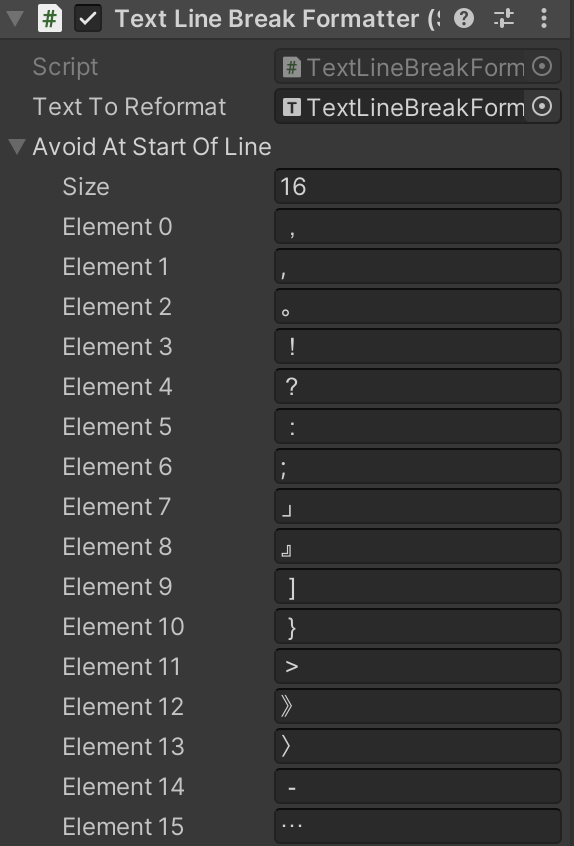 # Text Line Break Formatter (S
Script # TextLineBreakForm
Text To Reformat T TextLineBreakForm
Avoid At Start Of Line
Size 16
Element 0 ，
Element 1 ,
Element 2 。
Element 3 ！
Element 4 ？
Element 5 ：
Element 6 ;
Element 7 」
Element 8 』
Element 9 ］
Element 10 ｝
Element 11 ＞
Element 12 》
Element 13 〉
Element 14 －
Element 15 …